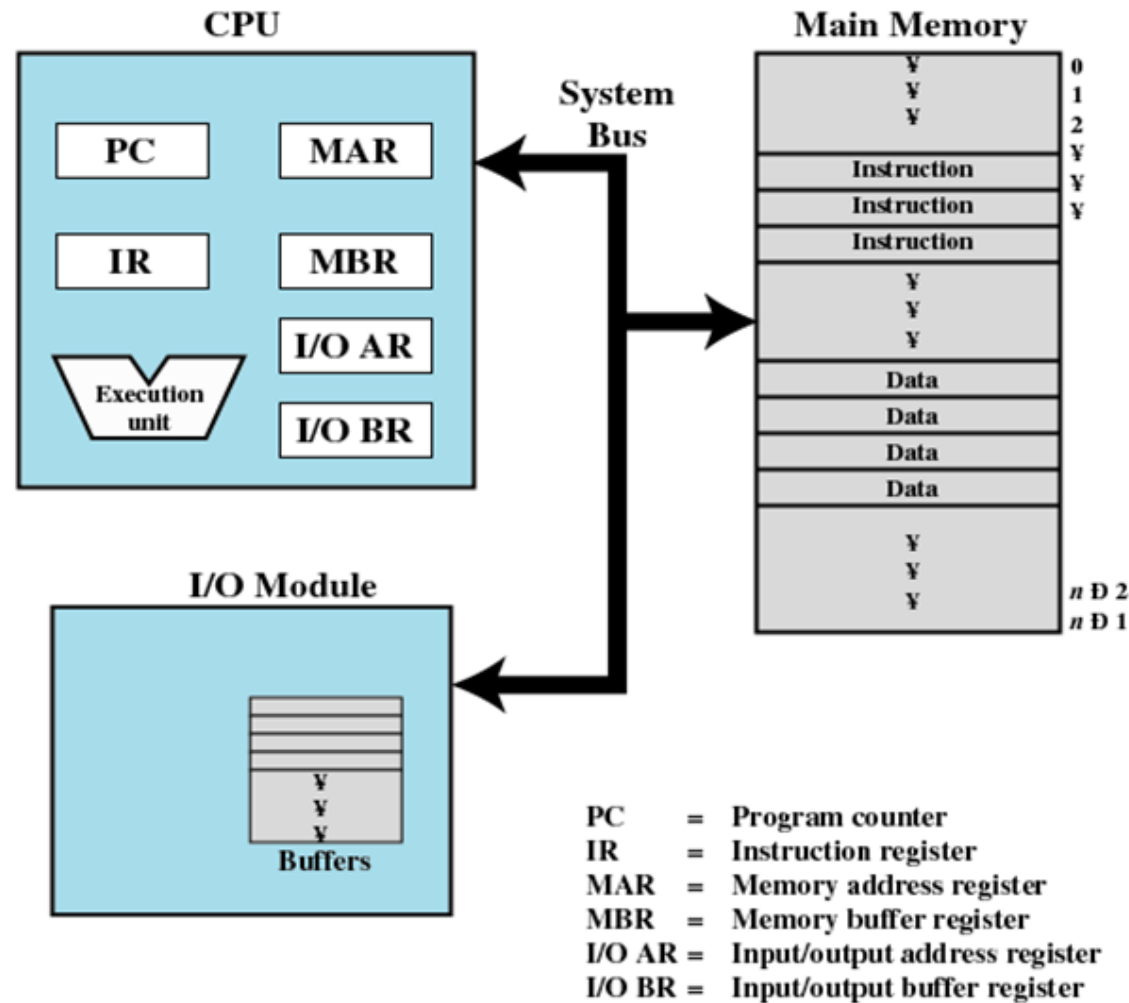 CPU
PC
MAR
IR
MBR
I/O AR
I/O BR
Execution
unit
System
Bus
Main Memory
¥
¥
¥
Instruction
Instruction
Instruction
¥
¥
¥
Data
Data
Data
Data
¥
¥
¥
0
1
2
¥
¥
¥
n Đ 2
n Đ 1
I/O Module
¥
¥
¥
Buffers
PC = Program counter
IR = Instruction register
MAR = Memory address register
MBR = Memory buffer register
I/O AR = Input/output address register
I/O BR = Input/output buffer register